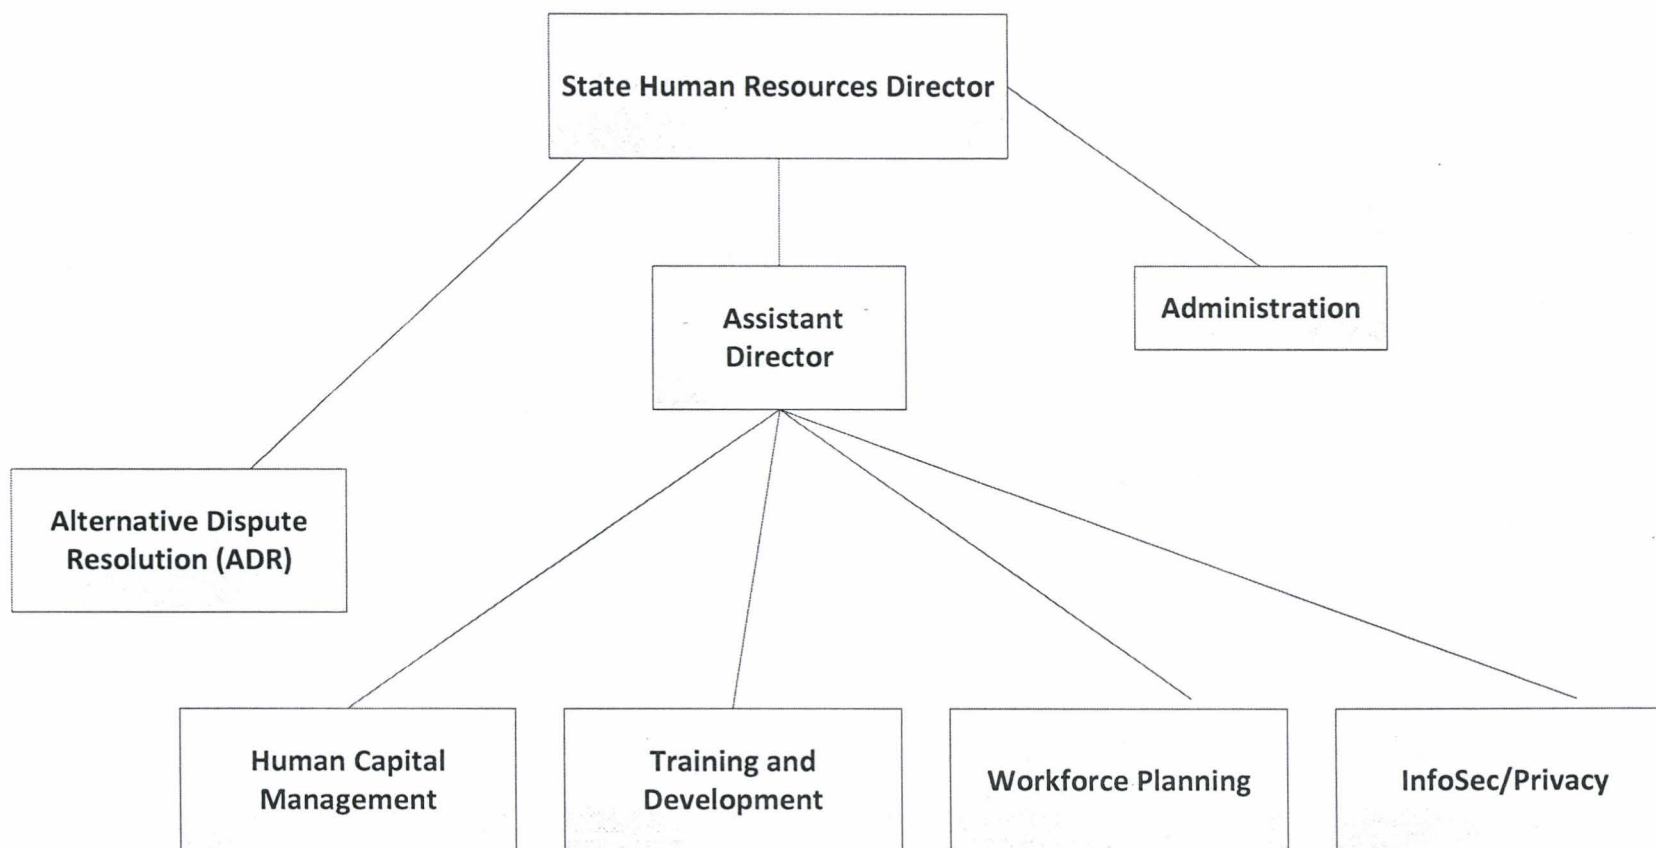 State Human Resources Director
Assistant
Director
Administration
Alternative Dispute
Resolution (ADR)
Human Capital
Management
Training and
Development
Workforce Planning
InfoSec/Privacy